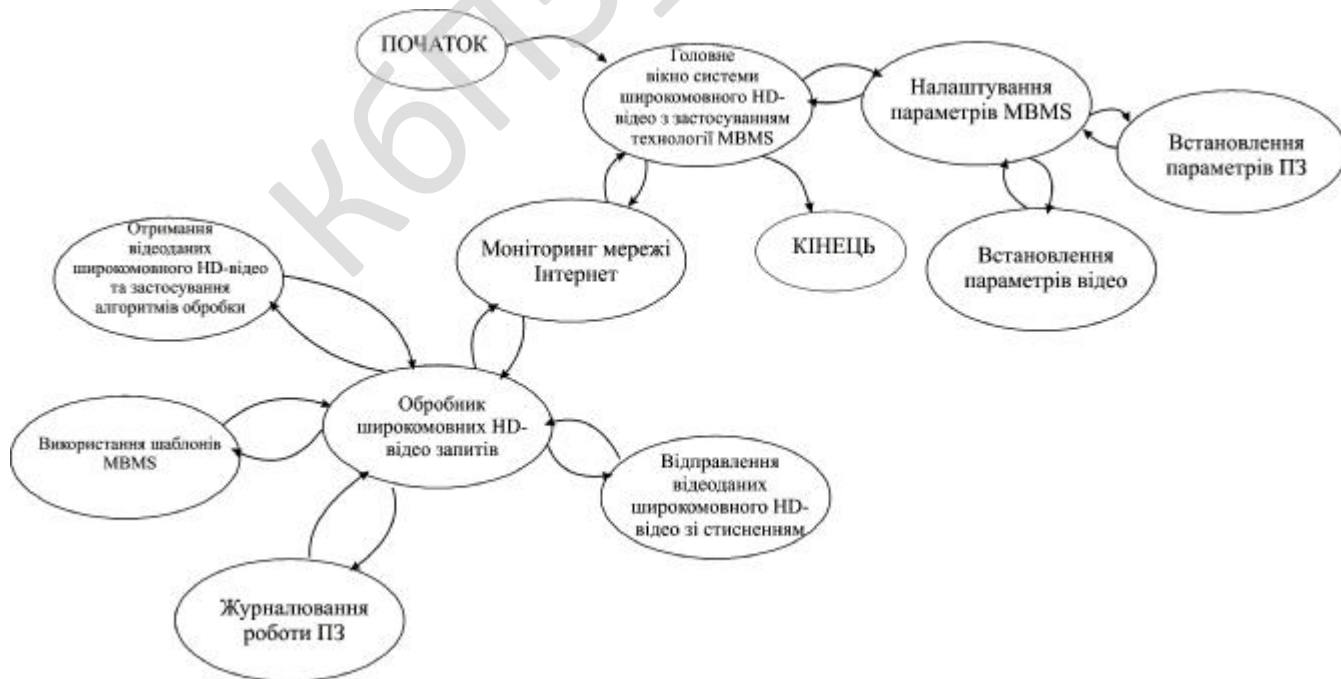 КбПЗ
ПОЧАТОК
Головне
вікно системи
широкомовного HD-
відео з застосуванням
технології MBMS
Налаштування
параметрів MBMS
Встановлення
параметрів ПЗ
Встановлення
параметрів відео
КІНЕЦЬ
Моніторинг мережі
Інтернет
Отримання
відеоданих
широкомовного HD-відео
та застосування
алгоритмів обробки
Обробник
широкомовних HD-
відео запитів
Використання шаблонів
MBMS
Відправлення
відеоданих
широкомовного HD-
відео зі стисненням
Журналювання
роботи ПЗ